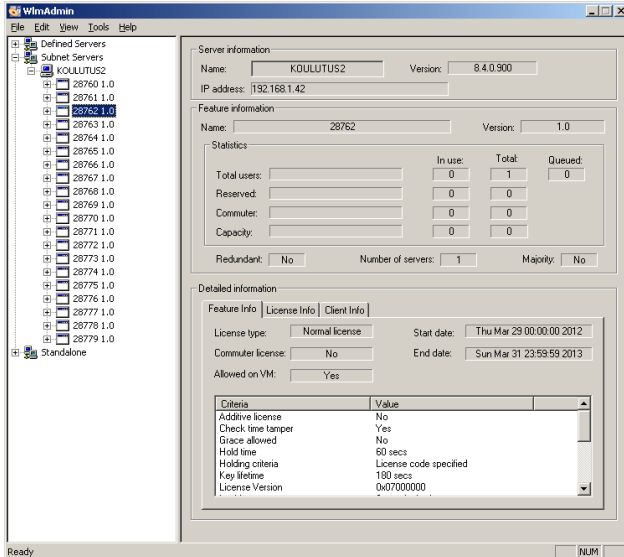 WlmAdmin
File Edit View Tools Help
Defined Servers
Subnet Servers
KOULUTUS2
28760 1.0
28761 1.0
28762 1.0
28763 1.0
28764 1.0
28765 1.0
28766 1.0
28767 1.0
28768 1.0
28769 1.0
28770 1.0
28771 1.0
28772 1.0
28773 1.0
28774 1.0
28775 1.0
28776 1.0
28777 1.0
28778 1.0
28779 1.0
Standalone
Server information
Name: KOULUTUS2 Version: 8.4.0.900
IP address: 192.168.1.42
Feature information
Name: 28762 Version: 1.0
Statistics
In use: Total: Queued:
Total users: 0 1 0
Reserved: 0 0
Commuter: 0 0
Capacity: 0 0
Redundant: No Number of servers: 1 Majority: No
Detailed information
Feature Info License Info Client Info
License type: Normal license Start date: Thu Mar 29 00:00:00 2012
Commuter license: No End date: Sun Mar 31 23:59:59 2013
Allowed on VM: Yes
Criteria Value
Additive license No
Check time tamper Yes
Grace allowed No
Hold time 60 secs
Holding criteria License code specified
Key lifetime 180 secs
License Version 0x07000000
Ready NUM